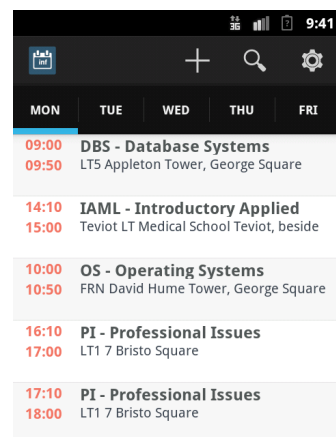 3G 9:41
inf
MON TUE WED THU FRI
09:00 DBS - Database Systems
09:50 LT5 Appleton Tower, George Square
14:10 IAML - Introductory Applied
15:00 Teviot LT Medical School Teviot, beside
10:00 OS - Operating Systems
10:50 FRN David Hume Tower, George Square
16:10 PI - Professional Issues
17:00 LT1 7 Bristo Square
17:10 PI - Professional Issues
18:00 LT1 7 Bristo Square